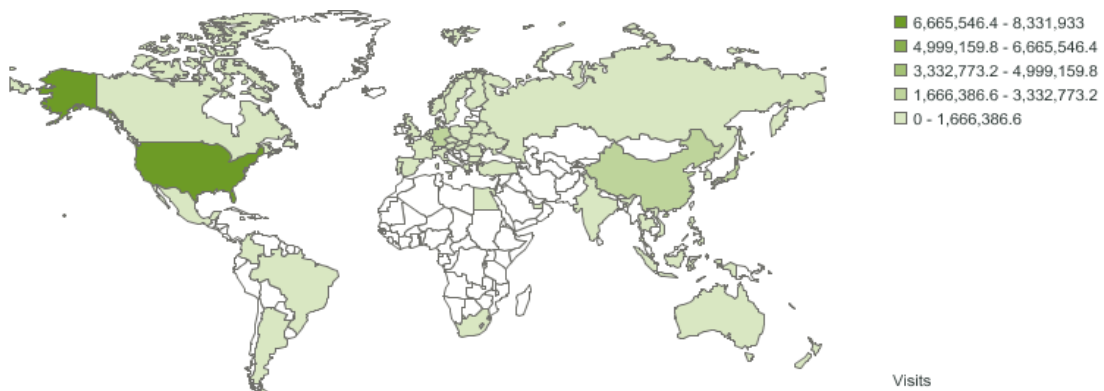 6,665,546.4 - 8,331,933
4,999,159.8 - 6,665,546.4
3,332,773.2 - 4,999,159.8
1,666,386.6 - 3,332,773.2
0 - 1,666,386.6
Visits